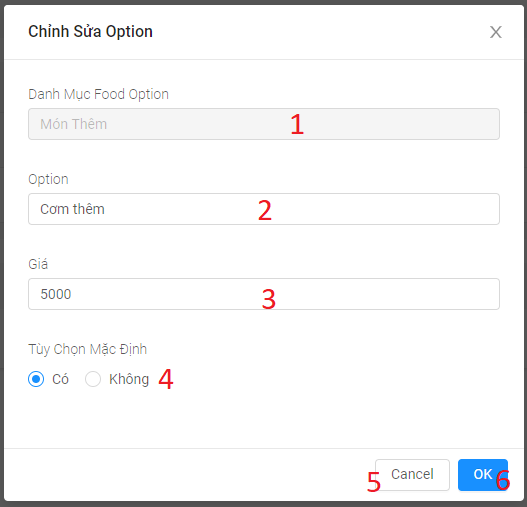 Chỉnh Sửa Option
Danh Mục Food Option
Món Thêm 1
Option
Cơm thêm 2
Giá
5000 3
Tùy Chọn Mặc Định
Có Không 4
5 Cancel OK 6